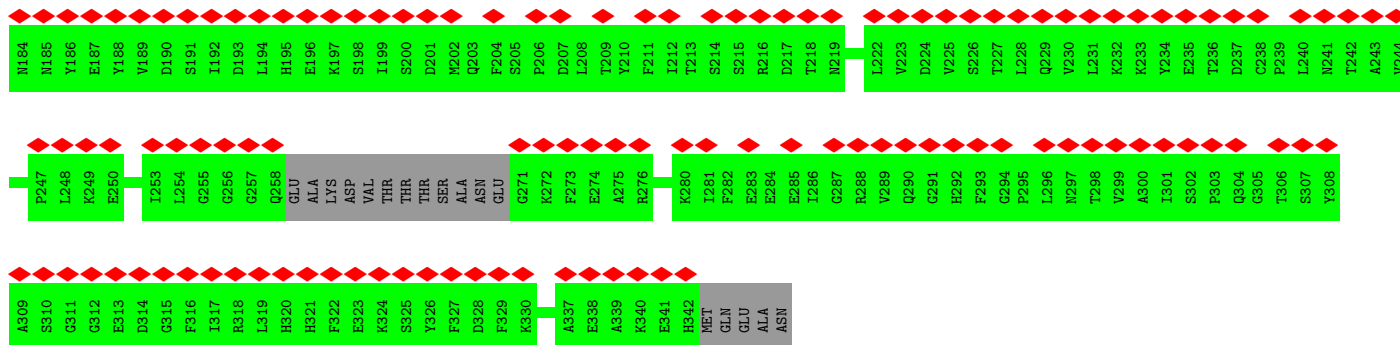 N184 N185 Y186 E187 Y188 V189 D190 S191 I192 D193 L194 H195 E196 K197 S198 I199 S200 D201 M202 Q203 F204 S205 P206 D207 L208 T209 Y210 F211 I212 T213 S214 S215 R216 D217 T218 N219 L222 V223 D224 V225 S226 T227 L228 Q229 V230 L231 K232 K233 Y234 E235 T236 D237 C238 P239 L240 N241 T242 A243 V244
P247 L248 K249 E250 I253 L254 G255 G256 G257 Q258 GLU ALA LYS ASP VAL THR THR THR SER ALA ASN GLU G271 K272 F273 E274 A275 R276 K280 I281 F282 E283 E284 E285 I286 G287 R288 V289 Q290 G291 H292 F293 G294 P295 L296 N297 T298 V299 A300 I301 S302 P303 Q304 G305 T306 S307 Y308
A309 S310 G311 G312 E313 D314 G315 F316 I317 R318 L319 H320 H321 F322 E323 K324 S325 Y326 F327 D328 F329 K330 A337 E338 A339 K340 E341 H342 MET GLN GLU ALA ASN